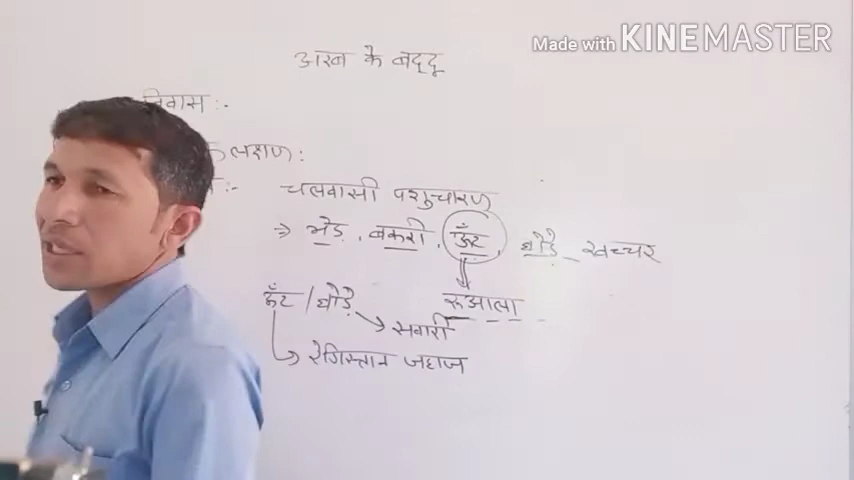 Made with KINEMASTER
अरब के बद्दू
निवास :-
लक्षण :
:-
चलवासी पशुचारण
→ भेड़, बकरी, ऊँट, घोड़े खच्चर
ऊँट / घोड़े
रुआला
→ सवारी
→ रेगिस्तान जहाज